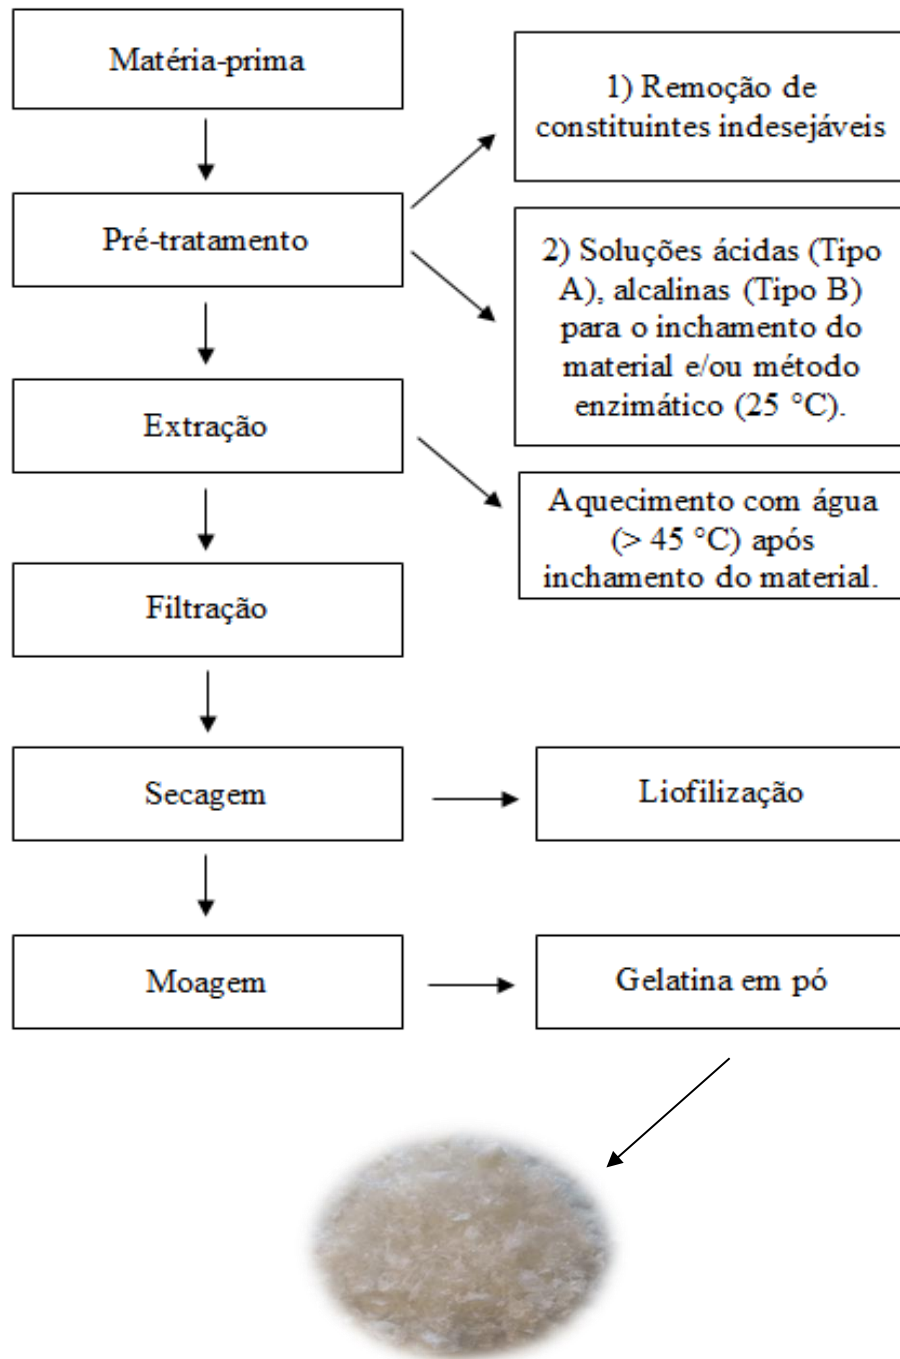 Matéria-prima
1) Remoção de
constituintes indesejáveis
Pré-tratamento
2) Soluções ácidas (Tipo
A), alcalinas (Tipo B)
para o inchamento do
material e/ou método
enzimático (25 °C).
Extração
Aquecimento com água
(> 45 °C) após
inchamento do material.
Filtração
Secagem
Liofilização
Moagem
Gelatina em pó